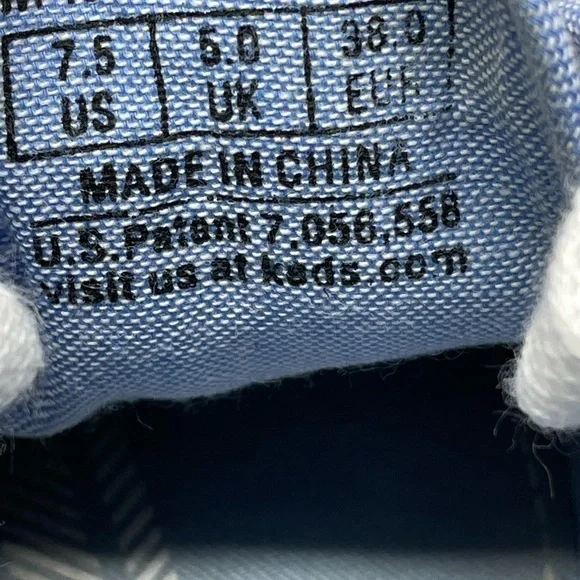 7.5 5.0 38.0
US UK EUR
MADE IN CHINA
U.S. Patent 7,056,558
visit us at keds.com